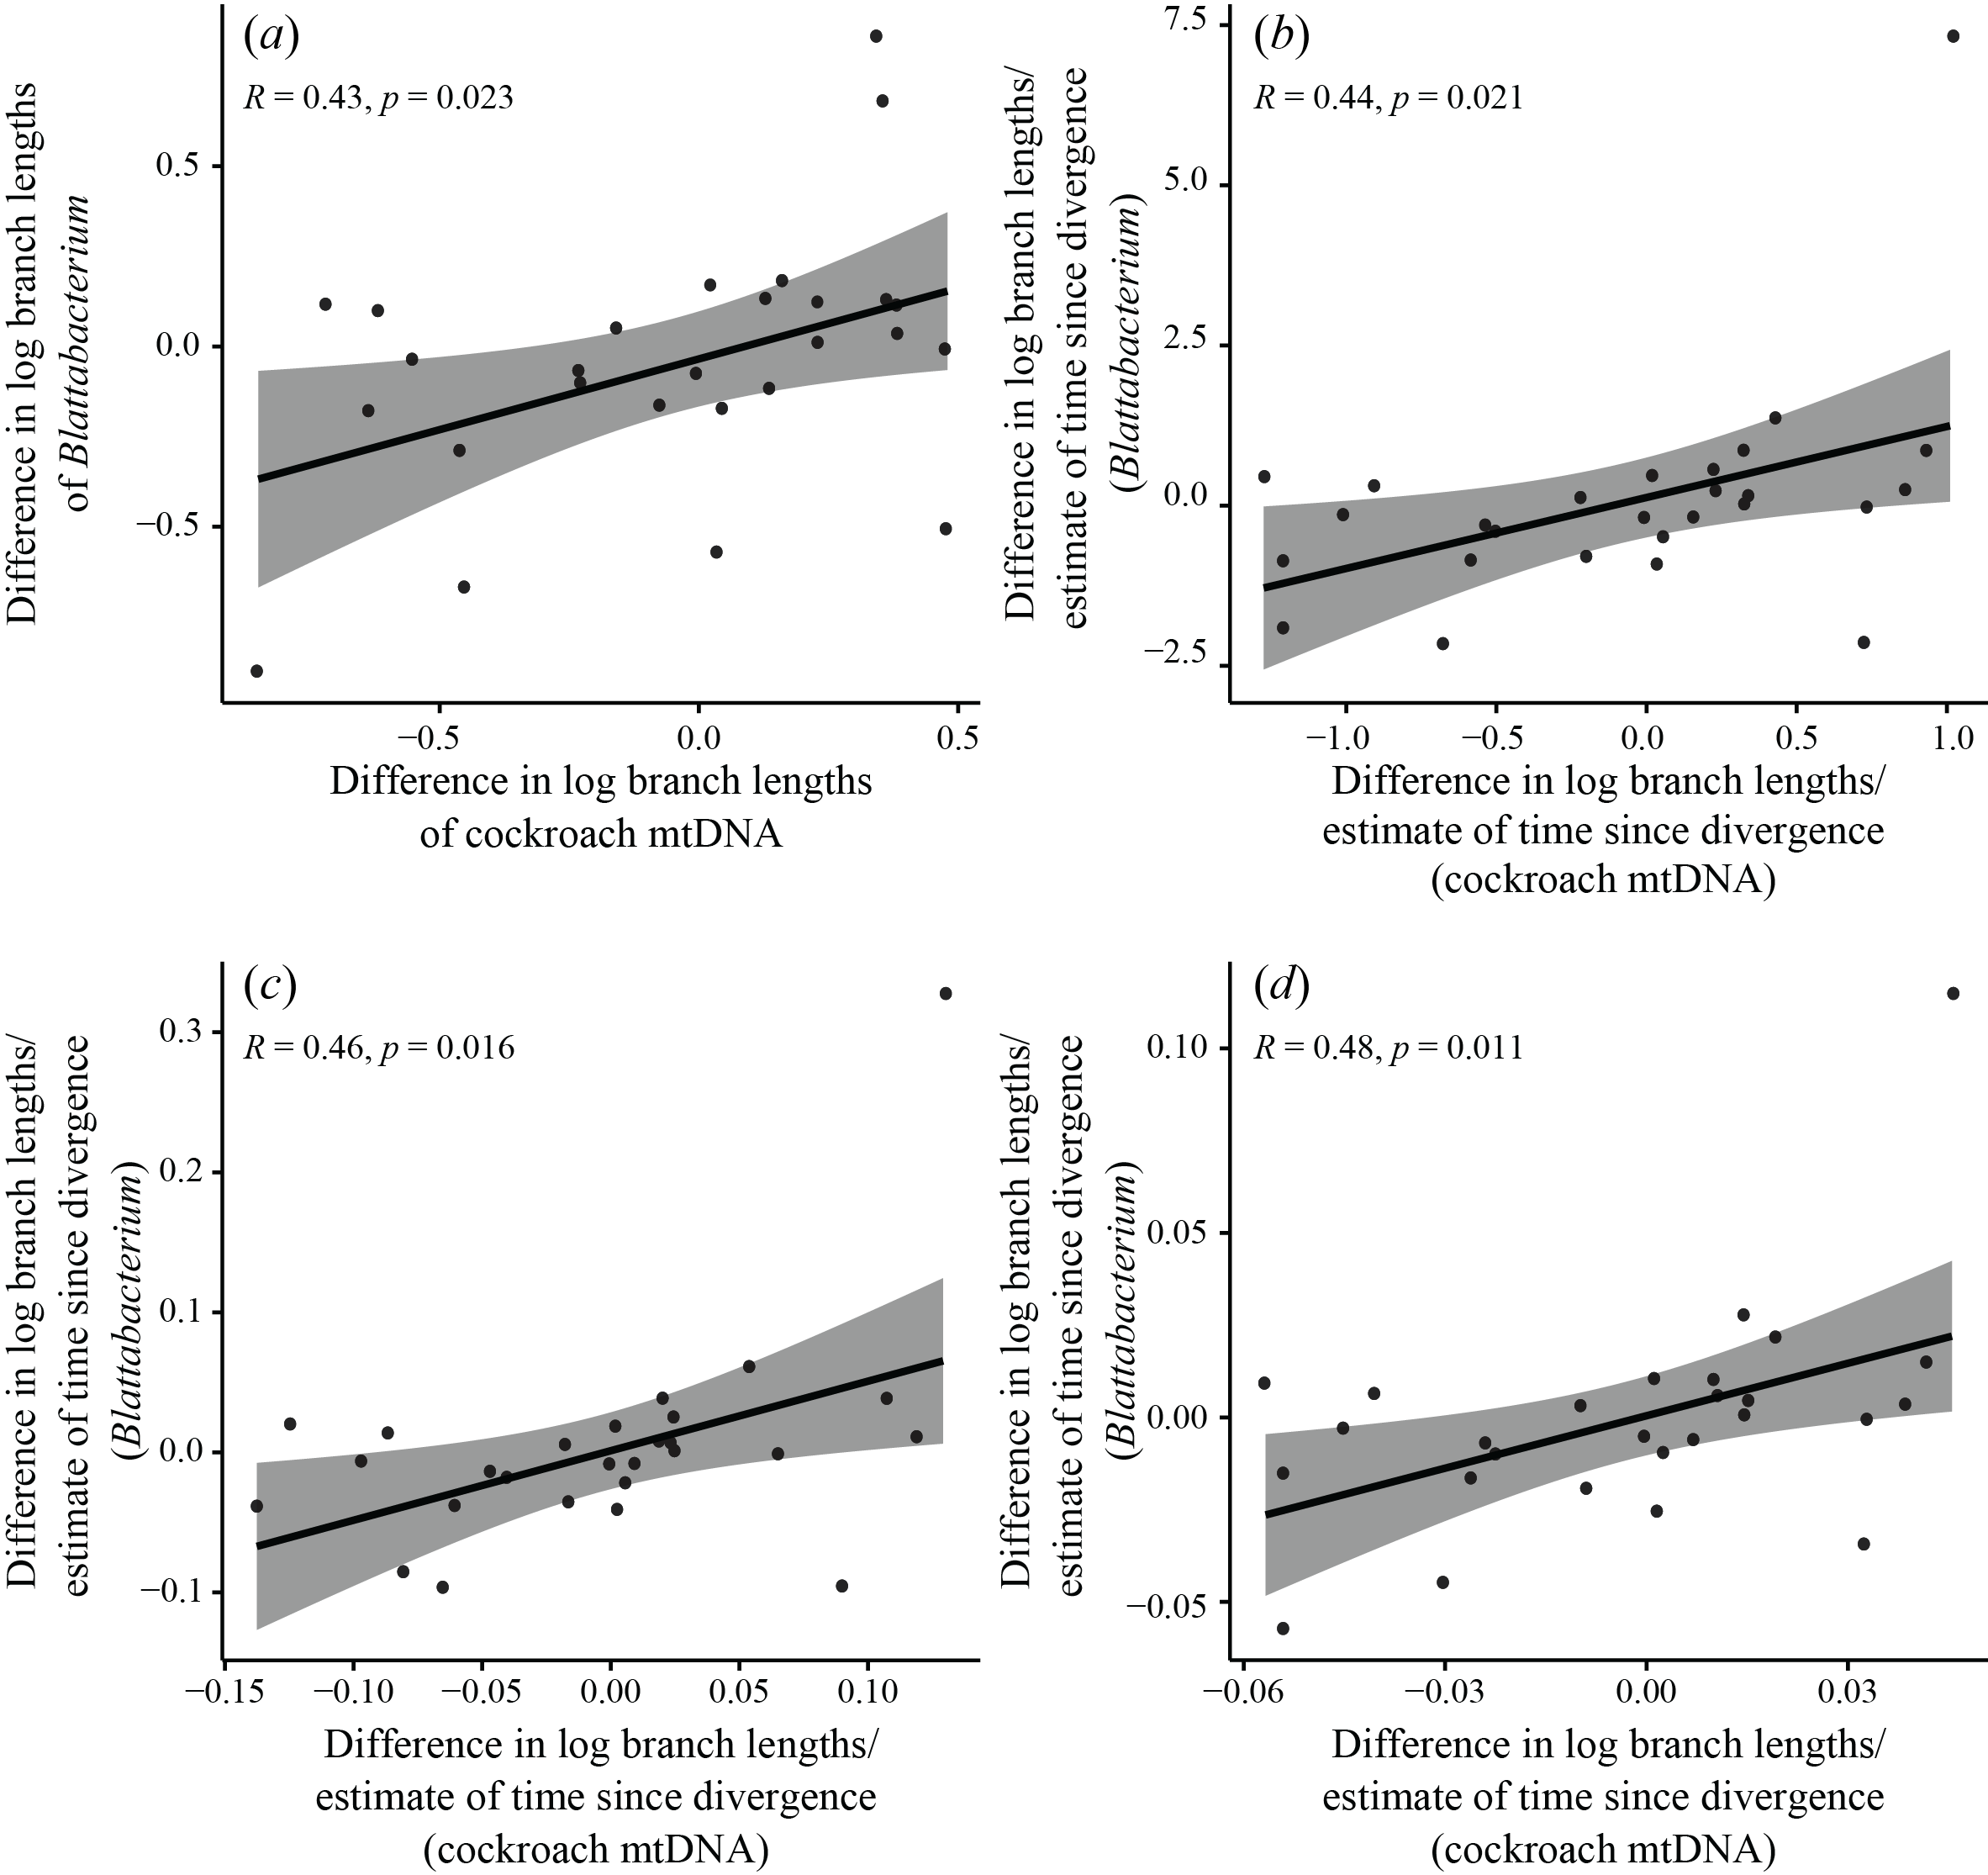 (a)
R = 0.43, p = 0.023
Difference in log branch lengths
of Blattabacterium
0.5
0.0
−0.5
−0.5
0.0
0.5
Difference in log branch lengths
of cockroach mtDNA
(b)
R = 0.44, p = 0.021
Difference in log branch lengths/
estimate of time since divergence
(Blattabacterium)
7.5
5.0
2.5
0.0
−2.5
−1.0
−0.5
0.0
0.5
1.0
Difference in log branch lengths/
estimate of time since divergence
(cockroach mtDNA)
(c)
R = 0.46, p = 0.016
Difference in log branch lengths/
estimate of time since divergence
(Blattabacterium)
0.3
0.2
0.1
0.0
−0.1
−0.15
−0.10
−0.05
0.00
0.05
0.10
Difference in log branch lengths/
estimate of time since divergence
(cockroach mtDNA)
(d)
R = 0.48, p = 0.011
Difference in log branch lengths/
estimate of time since divergence
(Blattabacterium)
0.10
0.05
0.00
−0.05
−0.06
−0.03
0.00
0.03
Difference in log branch lengths/
estimate of time since divergence
(cockroach mtDNA)